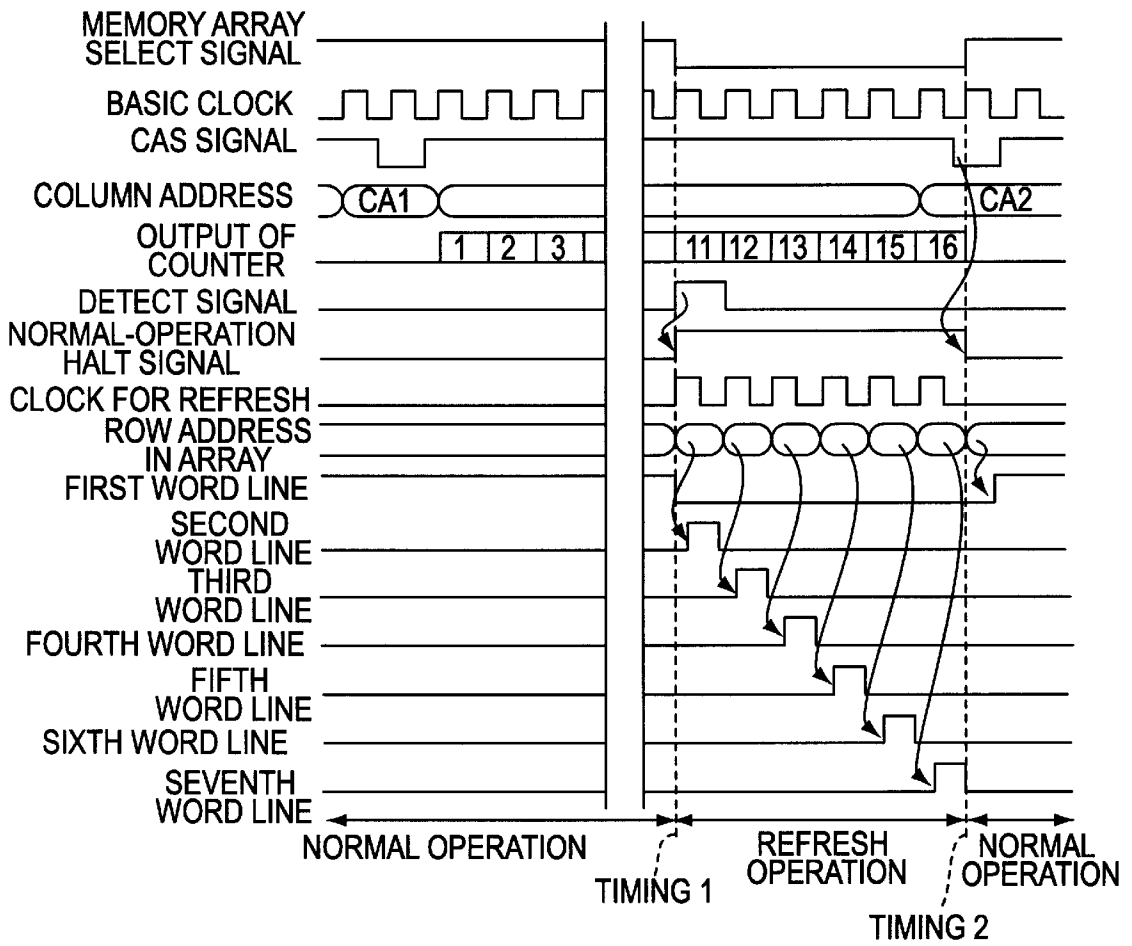 MEMORY ARRAY
SELECT SIGNAL
BASIC CLOCK
CAS SIGNAL
COLUMN ADDRESS CA1 CA2
OUTPUT OF
COUNTER
1 2 3 11 12 13 14 15 16
DETECT SIGNAL
NORMAL-OPERATION
HALT SIGNAL
CLOCK FOR REFRESH
ROW ADDRESS
IN ARRAY
FIRST WORD LINE
SECOND
WORD LINE
THIRD
WORD LINE
FOURTH WORD LINE
FIFTH
WORD LINE
SIXTH WORD LINE
SEVENTH
WORD LINE
NORMAL OPERATION
REFRESH
OPERATION
NORMAL
OPERATION
TIMING 1
TIMING 2